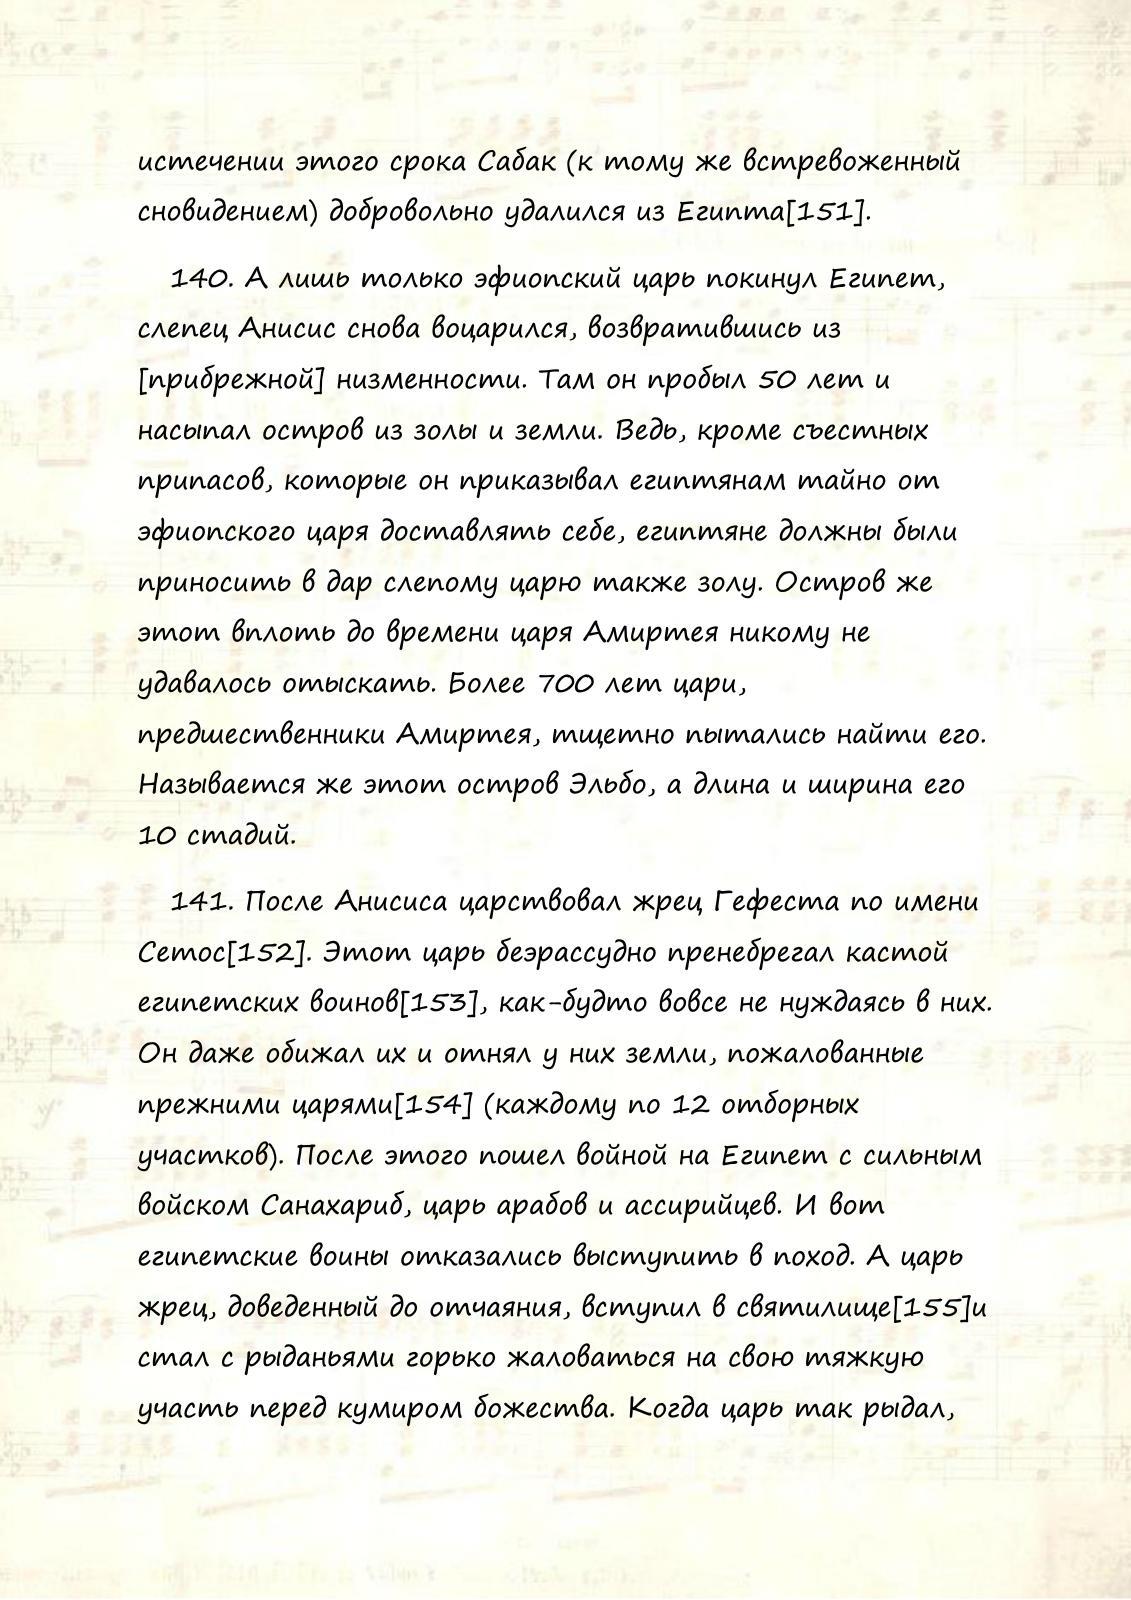 истечении этого срока Сабак (к тому же встревоженный
сновидением) добровольно удалился из Египта[151].
140. А лишь только эфиопский царь покинул Египет,
слепец Анисис снова воцарился, возвратившись из
[прибрежной] низменности. Там он пробыл 50 лет и
насыпал остров из золы и земли. Ведь, кроме съестных
припасов, которые он приказывал египтянам тайно от
эфиопского царя доставлять себе, египтяне должны были
приносить в дар слепому царю также золу. Остров же
этот вплоть до времени царя Амиртея никому не
удавалось отыскать. Более 700 лет цари,
предшественники Амиртея, тщетно пытались найти его.
Называется же этот остров Эльбо, а длина и ширина его
10 стадий.
141. После Анисиса царствовал жрец Гефеста по имени
Сетос[152]. Этот царь безрассудно пренебрегал кастой
египетских воинов[153], как-будто вовсе не нуждаясь в них.
Он даже обижал их и отнял у них земли, пожалованные
прежними царями[154] (каждому по 12 отборных
участков). После этого пошел войной на Египет с сильным
войском Санахариб, царь арабов и ассирийцев. И вот
египетские воины отказались выступить в поход. А царь
жрец, доведенный до отчаяния, вступил в святилище[155]и
стал с рыданьями горько жаловаться на свою тяжкую
участь перед кумиром божества. Когда царь так рыдал,